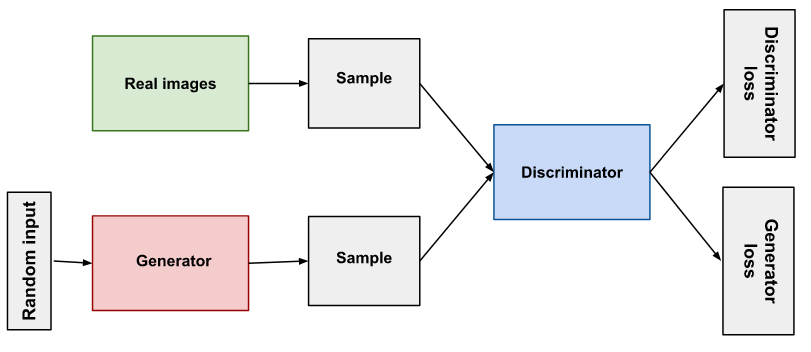 Real images
Sample
Discriminator
loss
Discriminator
Random input
Generator
Sample
Generator
loss